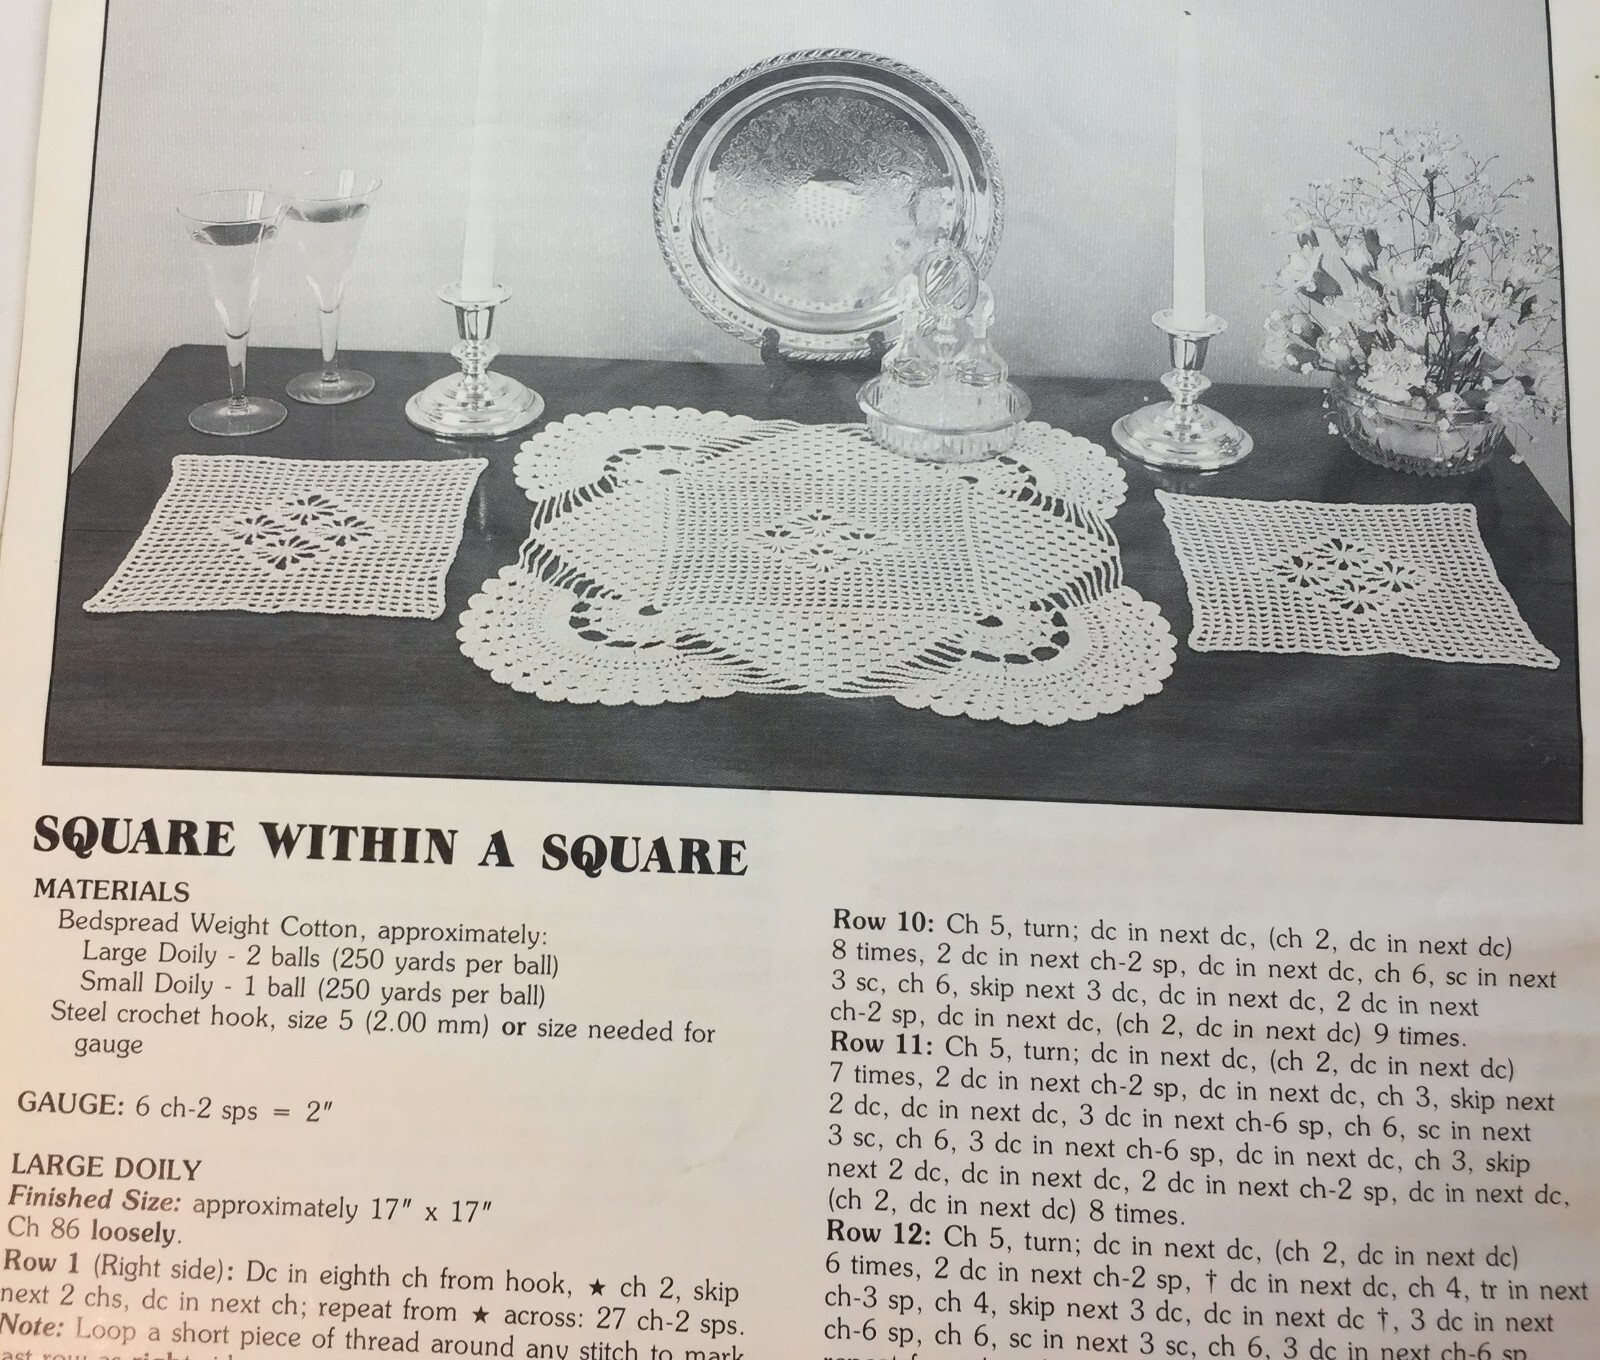 SQUARE WITHIN A SQUARE
MATERIALS
Bedspread Weight Cotton, approximately:
Large Doily - 2 balls (250 yards per ball)
Small Doily - 1 ball (250 yards per ball)
Steel crochet hook, size 5 (2.00 mm) or size needed for
gauge
GAUGE: 6 ch-2 sps = 2″
LARGE DOILY
Finished Size: approximately 17″ x 17″
Ch 86 loosely.
Row 1 (Right side): Dc in eighth ch from hook, ★ ch 2, skip
next 2 chs, dc in next ch; repeat from ★ across: 27 ch-2 sps.
Note: Loop a short piece of thread around any stitch to mark
Row 10: Ch 5, turn; dc in next dc, (ch 2, dc in next dc)
8 times, 2 dc in next ch-2 sp, dc in next dc, ch 6, sc in next
3 sc, ch 6, skip next 3 dc, dc in next dc, 2 dc in next
ch-2 sp, dc in next dc, (ch 2, dc in next dc) 9 times.
Row 11: Ch 5, turn; dc in next dc, (ch 2, dc in next dc)
7 times, 2 dc in next ch-2 sp, dc in next dc, ch 3, skip next
2 dc, dc in next dc, 3 dc in next ch-6 sp, ch 6, sc in next
3 sc, ch 6, 3 dc in next ch-6 sp, dc in next dc, ch 3, skip
next 2 dc, dc in next dc, 2 dc in next ch-2 sp, dc in next dc,
(ch 2, dc in next dc) 8 times.
Row 12: Ch 5, turn; dc in next dc, (ch 2, dc in next dc)
6 times, 2 dc in next ch-2 sp, † dc in next dc, ch 4, tr in next
ch-3 sp, ch 4, skip next 3 dc, dc in next dc †, 3 dc in next
ch-6 sp, ch 6, sc in next 3 sc, ch 6, 3 dc in next ch-6 sp